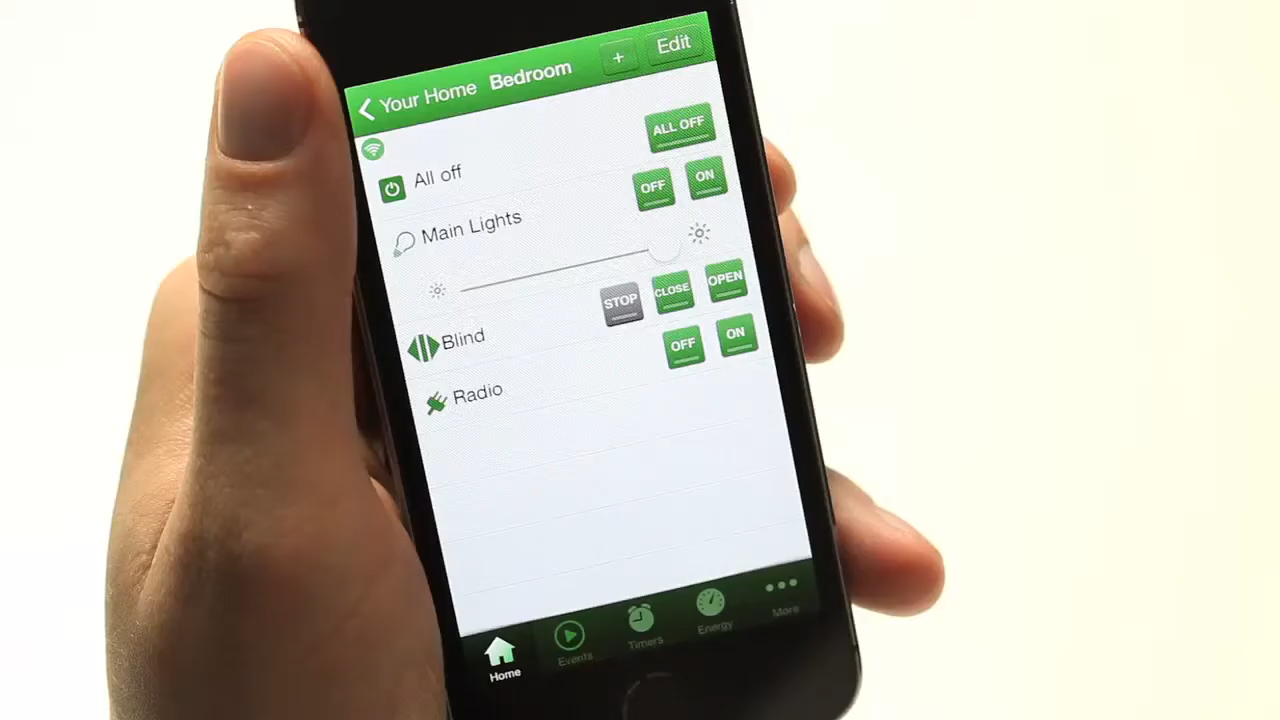 Your Home Bedroom + Edit
All off ALL OFF
Main Lights OFF ON
Blind STOP CLOSE OPEN
Radio OFF ON
Home Events Timers Energy More